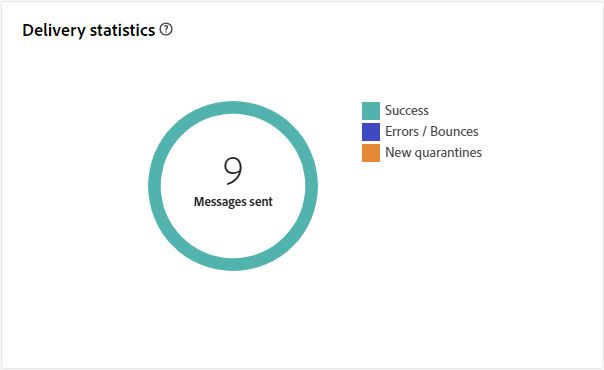 Delivery statistics ?
9
Messages sent
Success
Errors / Bounces
New quarantines